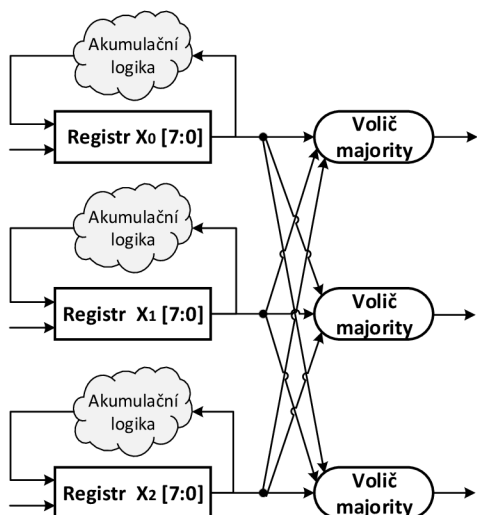 Akumulační
logika
Registr X0 [7:0]
Volič
majority
Akumulační
logika
Registr X1 [7:0]
Volič
majority
Akumulační
logika
Registr X2 [7:0]
Volič
majority